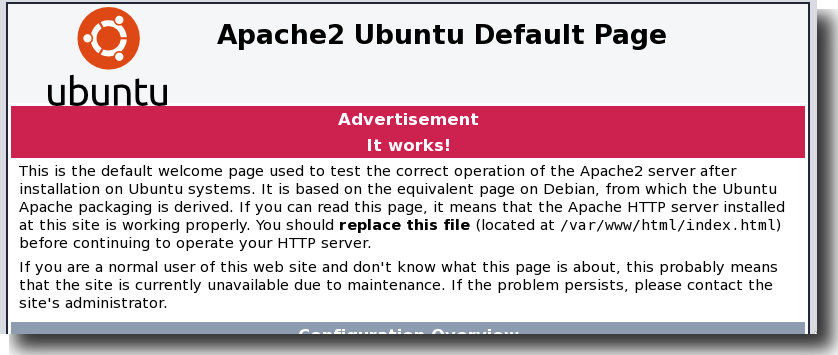 Apache2 Ubuntu Default Page
ubuntu
Advertisement
It works!
This is the default welcome page used to test the correct operation of the Apache2 server after
installation on Ubuntu systems. It is based on the equivalent page on Debian, from which the Ubuntu
Apache packaging is derived. If you can read this page, it means that the Apache HTTP server installed
at this site is working properly. You should replace this file (located at /var/www/html/index.html)
before continuing to operate your HTTP server.
If you are a normal user of this web site and don't know what this page is about, this probably means
that the site is currently unavailable due to maintenance. If the problem persists, please contact the
site's administrator.
Configuration Overview